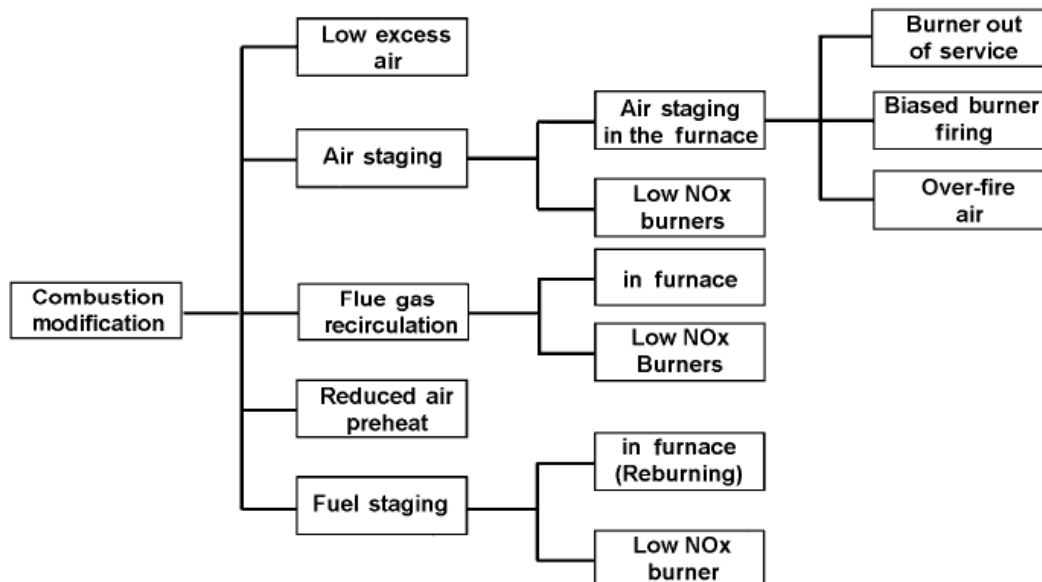 Low excess
air
Air staging
Air staging
in the furnace
Low NOx
burners
Burner out
of service
Biased burner
firing
Over-fire
air
Combustion
modification
Flue gas
recirculation
in furnace
Low NOx
Burners
Reduced air
preheat
Fuel staging
in furnace
(Reburning)
Low NOx
burner